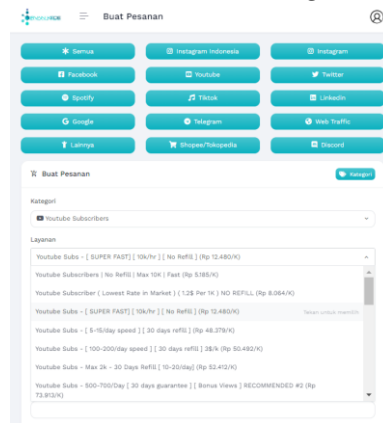 Buat Pesanan
Semua
Instagram Indonesia
Instagram
Facebook
Youtube
Twitter
Spotify
Tiktok
Linkedin
Google
Telegram
Web Traffic
Lainnya
Shopee/Tokopedia
Discord
Buat Pesanan
Kategori
Kategori
Youtube Subscribers
Layanan
Youtube Subs - [ SUPER FAST] [ 10k/hr ] [ No Refill ] (Rp 12.480/K)
Youtube Subscribers | No Refill | Max 10K | Fast (Rp 5.185/K)
Youtube Subscriber ( Lowest Rate in Market ) ( 1.2$ Per 1K ) NO REFILL (Rp 8.064/K)
Youtube Subs - [ SUPER FAST] [ 10k/hr ] [ No Refill ] (Rp 12.480/K)
Tekan untuk memilih
Youtube Subs - [ 5-15/day speed ] [ 30 days refill ] (Rp 48.379/K)
Youtube Subs - [ 100-200/day speed ] [ 30 days refill ] 3$/k (Rp 50.492/K)
Youtube Subs - Max 2k - 30 Days Refill [ 10-20/day] (Rp 52.412/K)
Youtube Subs - 500-700/Day [ 30 days guarantee ] [ Bonus Views ] RECOMMENDED #2 (Rp
73.913/K)